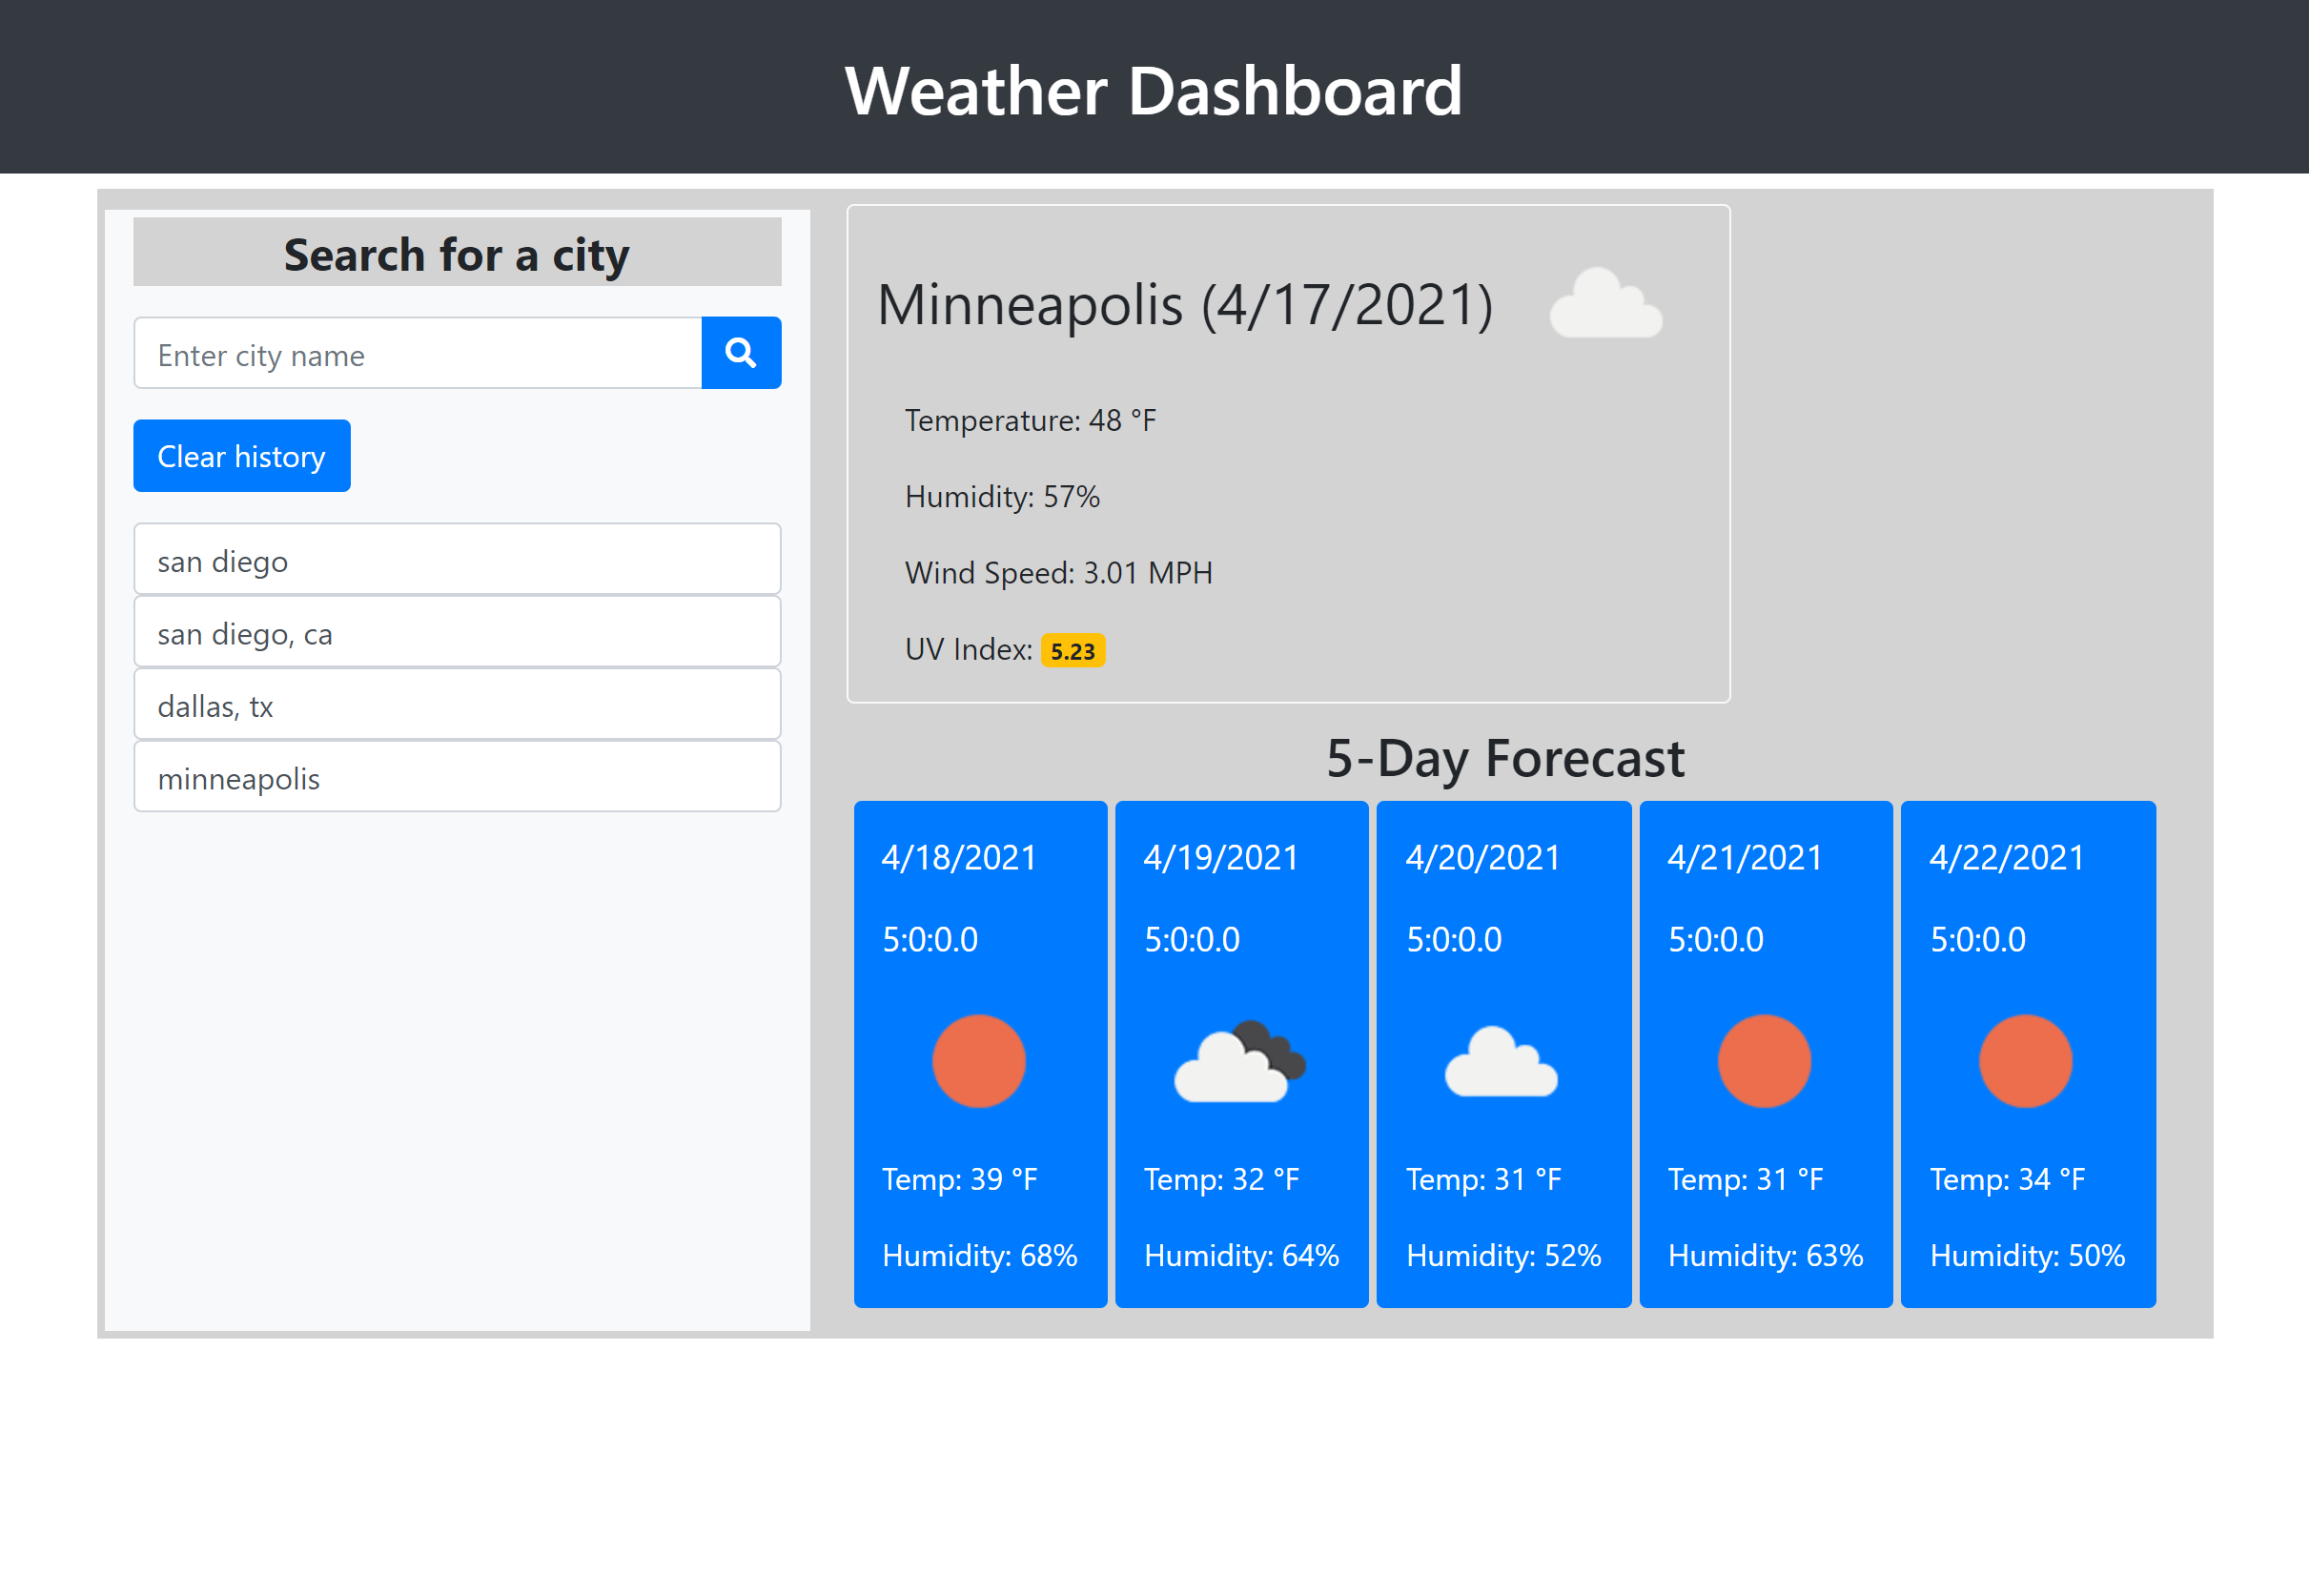 Weather Dashboard
Search for a city
Enter city name
Clear history
san diego
san diego, ca
dallas, tx
minneapolis
Minneapolis (4/17/2021)
Temperature: 48 °F
Humidity: 57%
Wind Speed: 3.01 MPH
UV Index: 5.23
5-Day Forecast
4/18/2021
5:0:0.0
Temp: 39 °F
Humidity: 68%
4/19/2021
5:0:0.0
Temp: 32 °F
Humidity: 64%
4/20/2021
5:0:0.0
Temp: 31 °F
Humidity: 52%
4/21/2021
5:0:0.0
Temp: 31 °F
Humidity: 63%
4/22/2021
5:0:0.0
Temp: 34 °F
Humidity: 50%